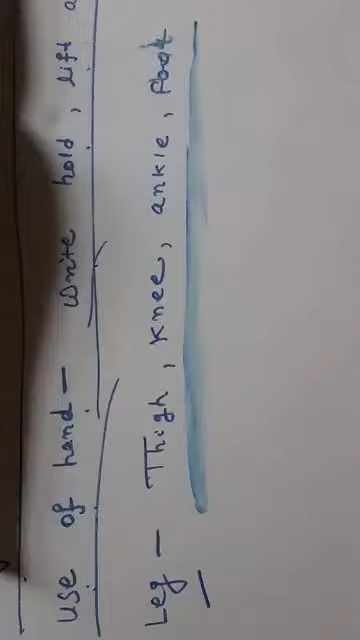 use of hand - write hold, lift a
Leg - Thigh, knee, ankle, foot